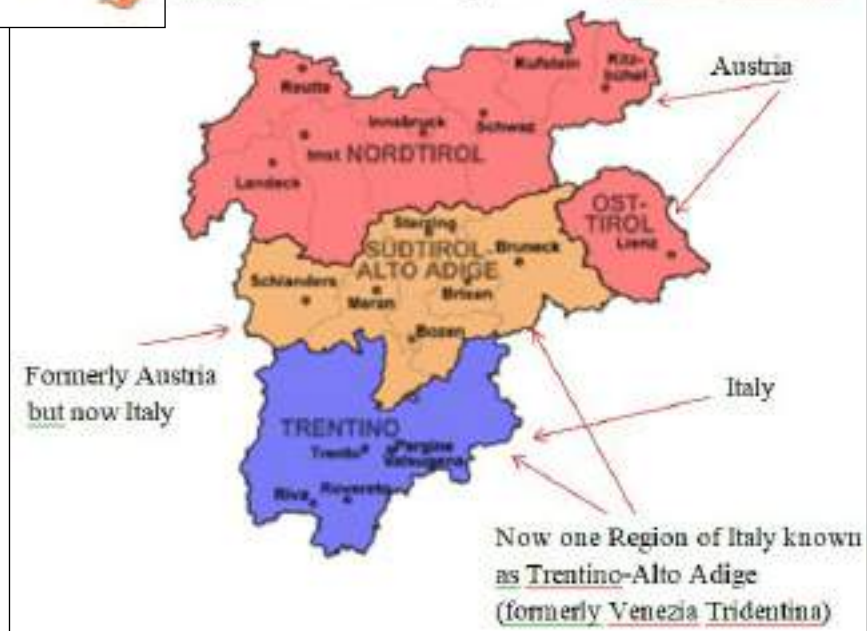 Austria
Kufstein
Kitz-
bühel
Reutte
Innsbruck
Schwaz
Imst
NORDTIROL
Landeck
OST-
TIROL
Lienz
Sterzing
SÜDTIROL-
ALTO ADIGE
Bruneck
Schlanders
Meran
Brixen
Bozen
Formerly Austria
but now Italy
Italy
TRENTINO
Trento
Pergine
Valsugana
Riva
Rovereto
Now one Region of Italy known
as Trentino-Alto Adige
(formerly Venezia Tridentina)